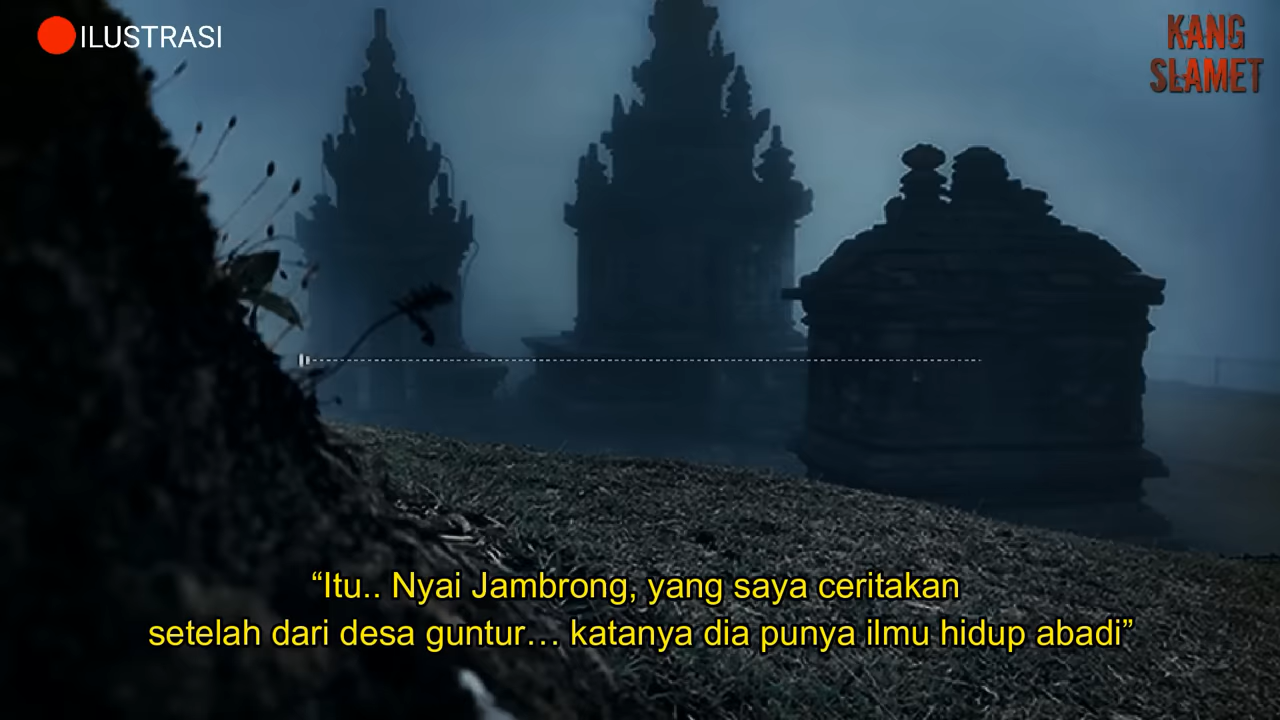 ILUSTRASI
KANG
SLAMET
“Itu.. Nyai Jambrong, yang saya ceritakan
setelah dari desa guntur… katanya dia punya ilmu hidup abadi”